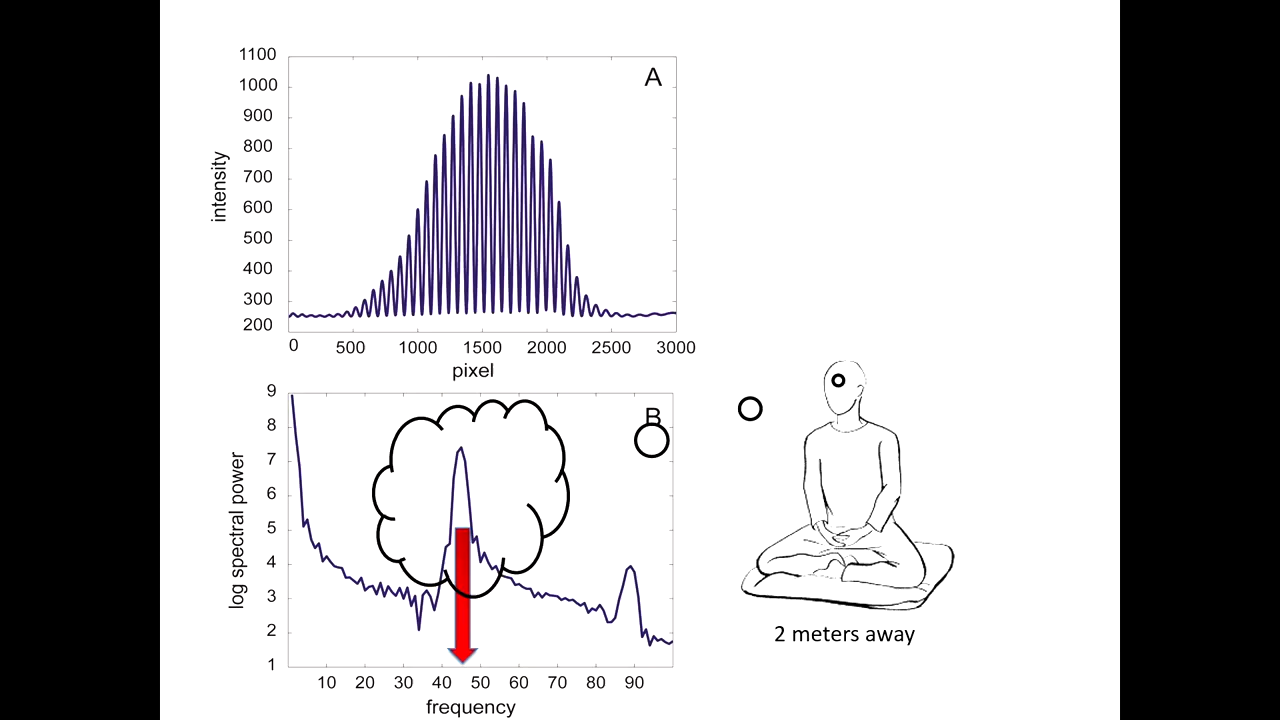 1100
1000
900
800
700
600
500
400
300
200
intensity
A
0 500 1000 1500 2000 2500 3000
pixel
9
8
7
6
5
4
3
2
1
log spectral power
B
10 20 30 40 50 60 70 80 90
frequency
2 meters away